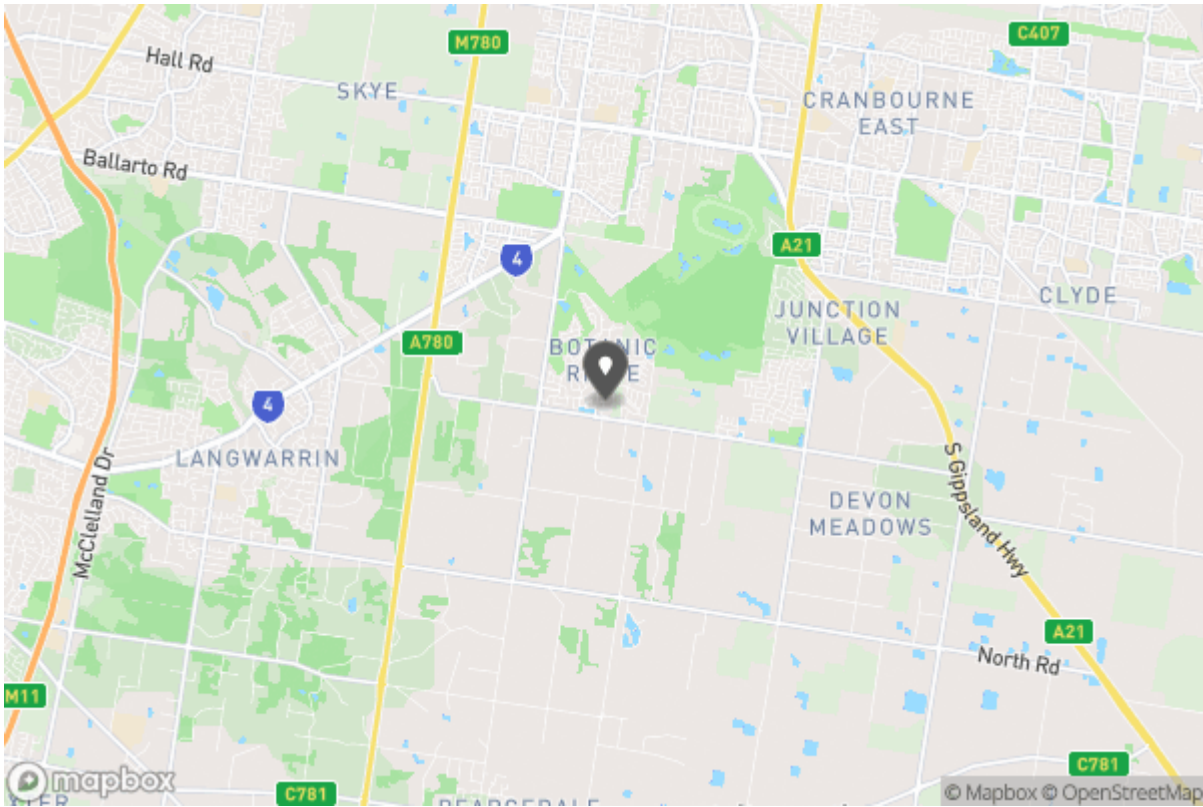 C407
M780
Hall Rd
SKYE
CRANBOURNE
EAST
Ballarto Rd
A21
4
CLYDE
JUNCTION
VILLAGE
A780
BOTANIC
4
LANGWARRIN
McClelland Dr
S Gippsland Hwy
DEVON
MEADOWS
A21
North Rd
M11
C781
mapbox
C781
© Mapbox © OpenStreetMap